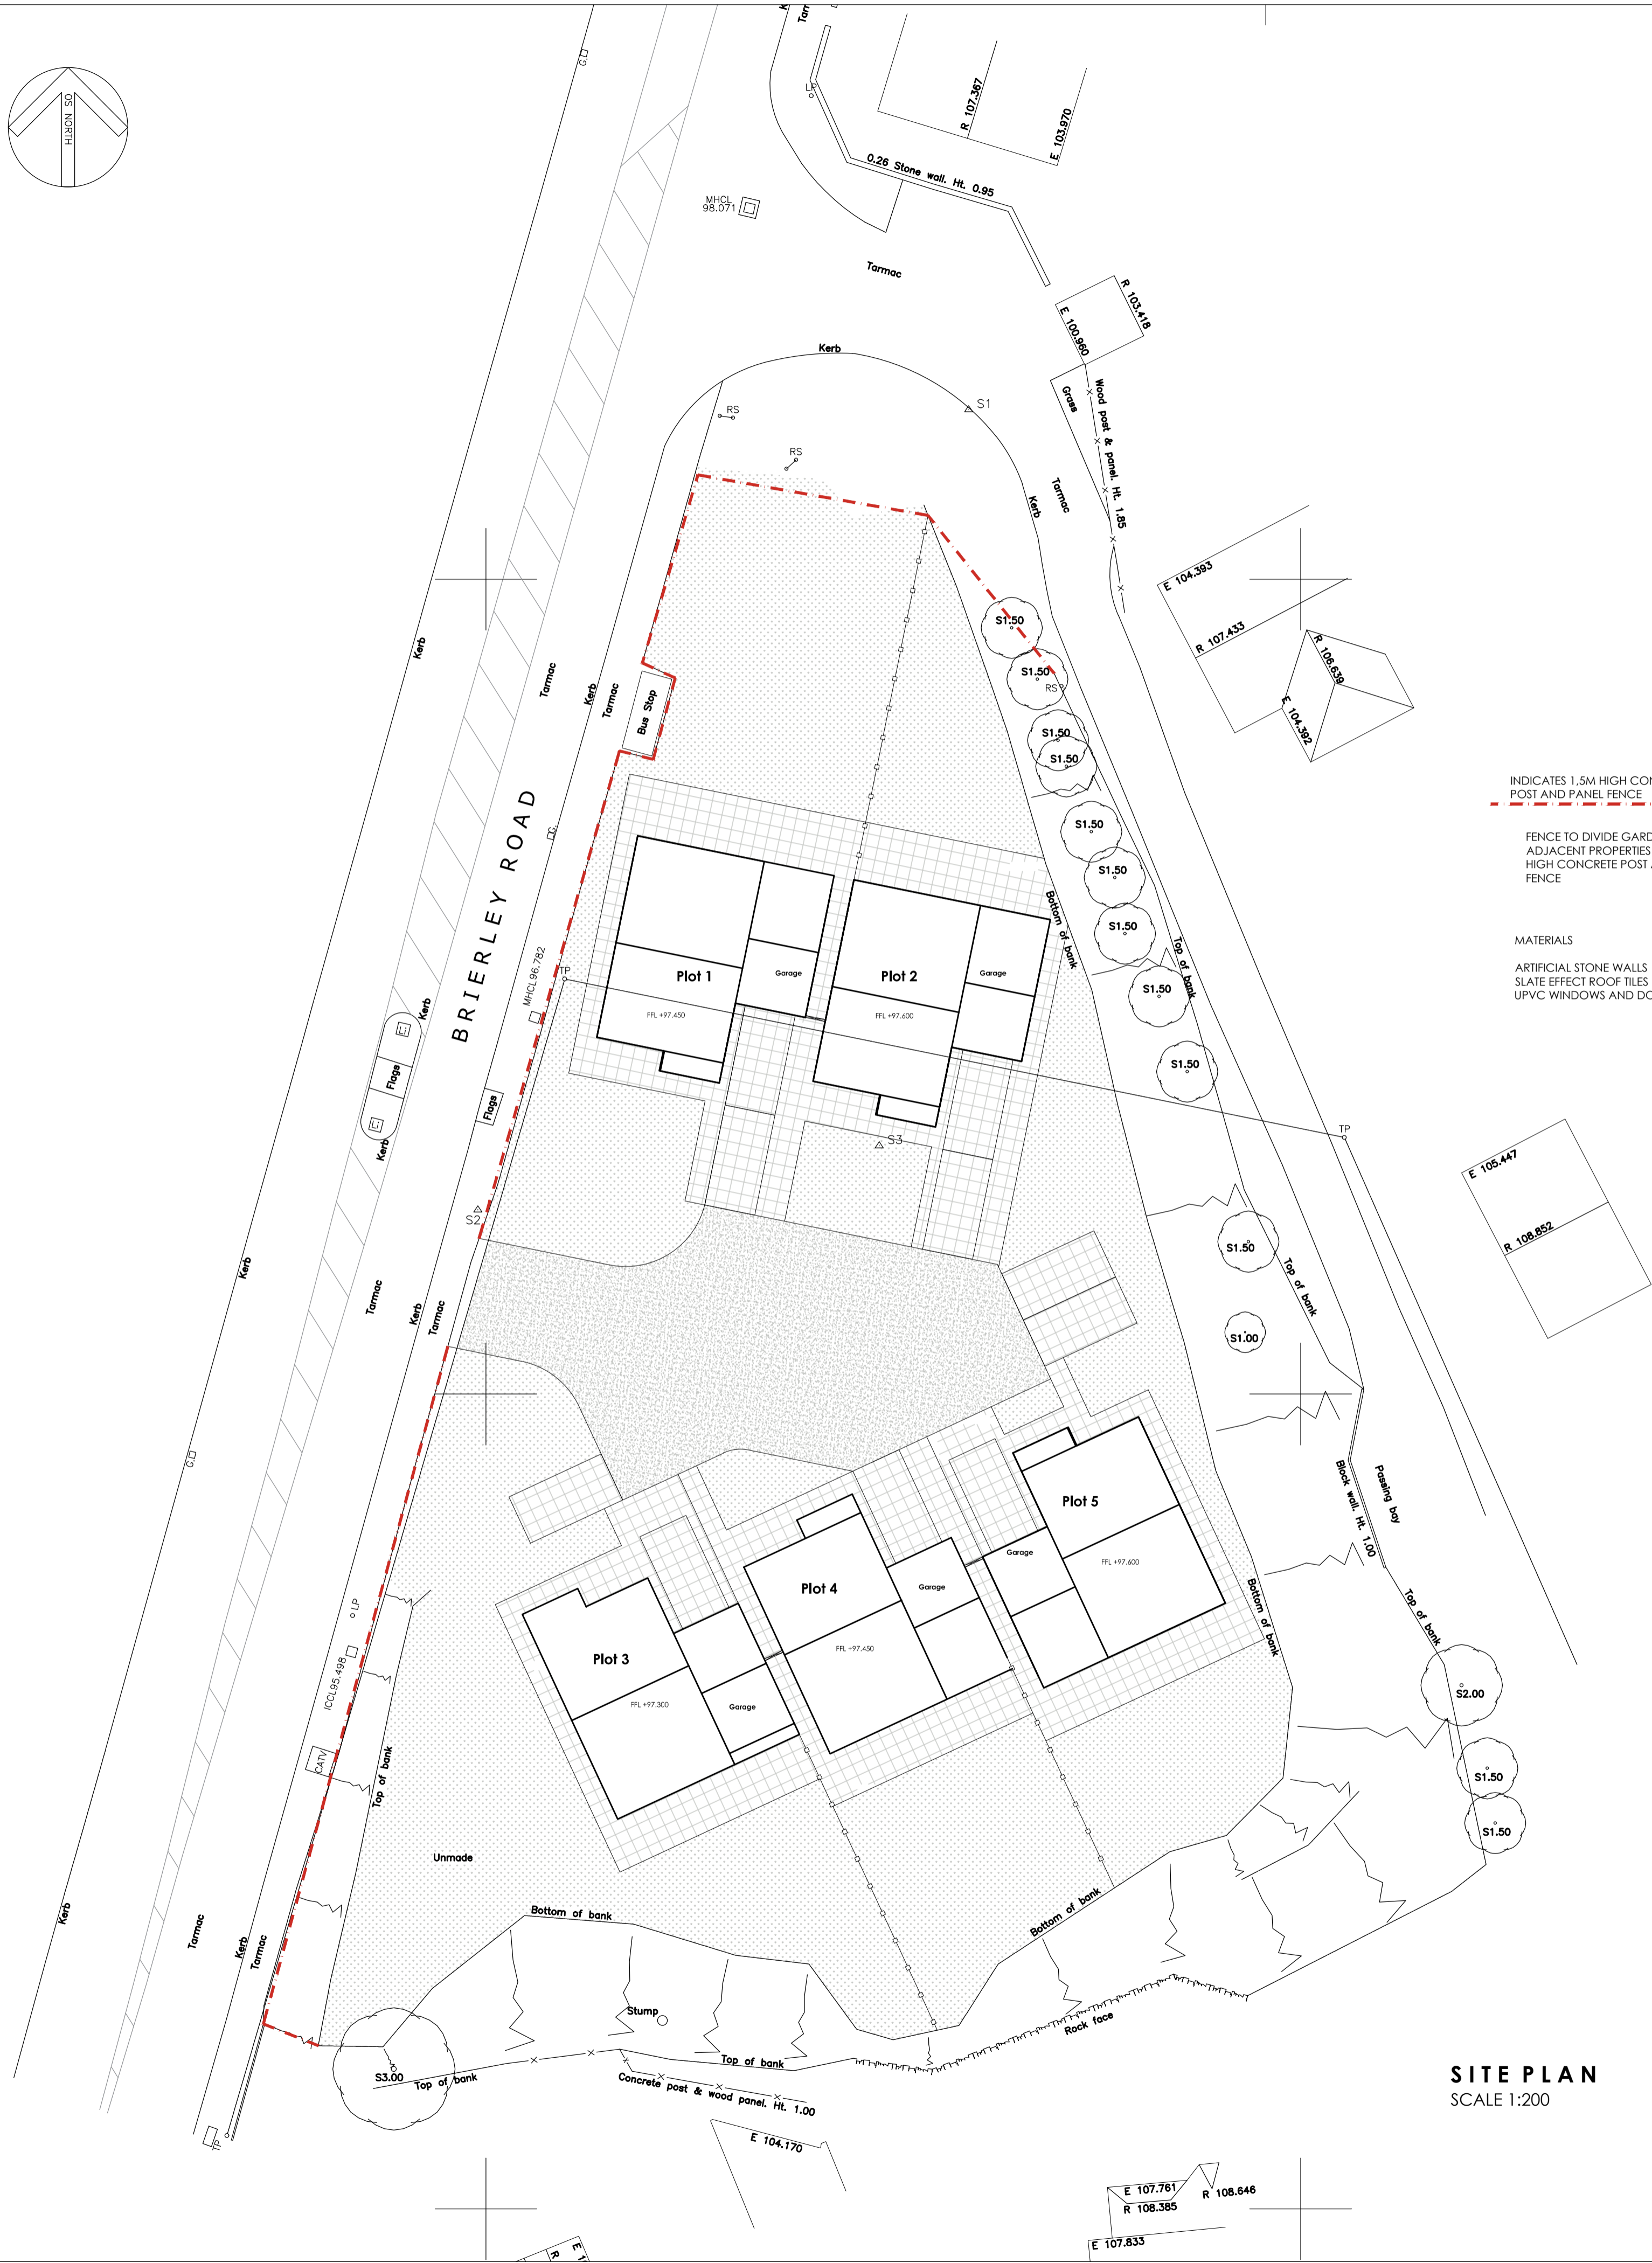 OS NORTH
G.
LP
R 107.367
E 103.970
0.26 Stone wall. Ht. 0.95
MHCL
98.071
Tarmac
R 103.418
E 100.960
Kerb
Grass
Wood post & panel. Ht. 1.85
S1
RS
RS
Kerb
Tarmac
E 104.393
R 107.433
R 106.639
E 104.392
S1.50
S1.50
RS
S1.50
S1.50
Kerb
Tarmac
Kerb
Tarmac
Bus Stop
INDICATES 1.5M HIGH
POST AND PANEL FENCE
FENCE TO DIVIDE
ADJACENT PROPERTIES
HIGH CONCRETE POST
FENCE
BRIERLEY ROAD
G.
S1.50
S1.50
S1.50
Bottom of bank
Top of bank
MATERIALS
ARTIFICIAL STONE WALLS
SLATE EFFECT ROOF TILES
UPVC WINDOWS AND
MHCL96.782
TP
Plot 1
Garage
FFL +97.450
Plot 2
Garage
FFL +97.600
S1.50
S1.50
Kerb
Flags
Kerb
Flags
S3
TP
E 105.447
R 108.852
S2
S1.50
Top of bank
S1.00
Kerb
Tarmac
Kerb
Tarmac
G.
Block wall. Ht. 1.00
Passing bay
Plot 5
Garage
FFL +97.600
Plot 4
Garage
FFL +97.450
Plot 3
Garage
FFL +97.300
Bottom of bank
Top of bank
LP
ICCL95.498
CATV
Top of bank
S2.00
S1.50
S1.50
Unmade
Kerb
Tarmac
Kerb
Tarmac
Bottom of bank
Bottom of bank
Stump
Rock face
S3.00
Top of bank
Top of bank
Concrete post & wood panel. Ht. 1.00
TP
E 104.170
SITE PLAN
SCALE 1:200
E 107.761
R 108.385
R 108.646
E 107.833
R